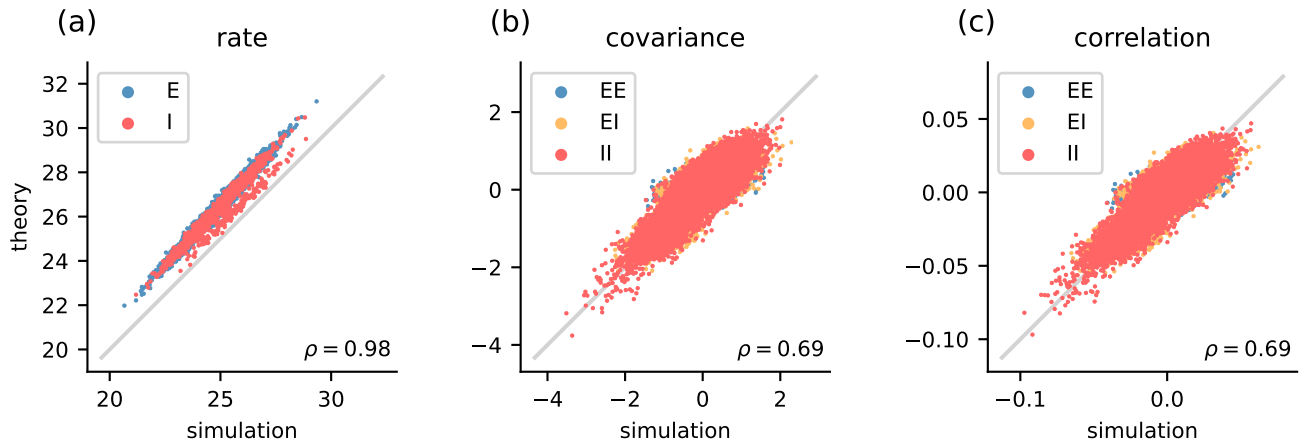 (a)
rate
E
I
32
30
28
26
24
22
20
theory
20
25
30
simulation
ρ = 0.98
(b)
covariance
EE
EI
II
2
0
−2
−4
−4
−2
0
2
simulation
ρ = 0.69
(c)
correlation
EE
EI
II
0.05
0.00
−0.05
−0.10
−0.1
0.0
simulation
ρ = 0.69